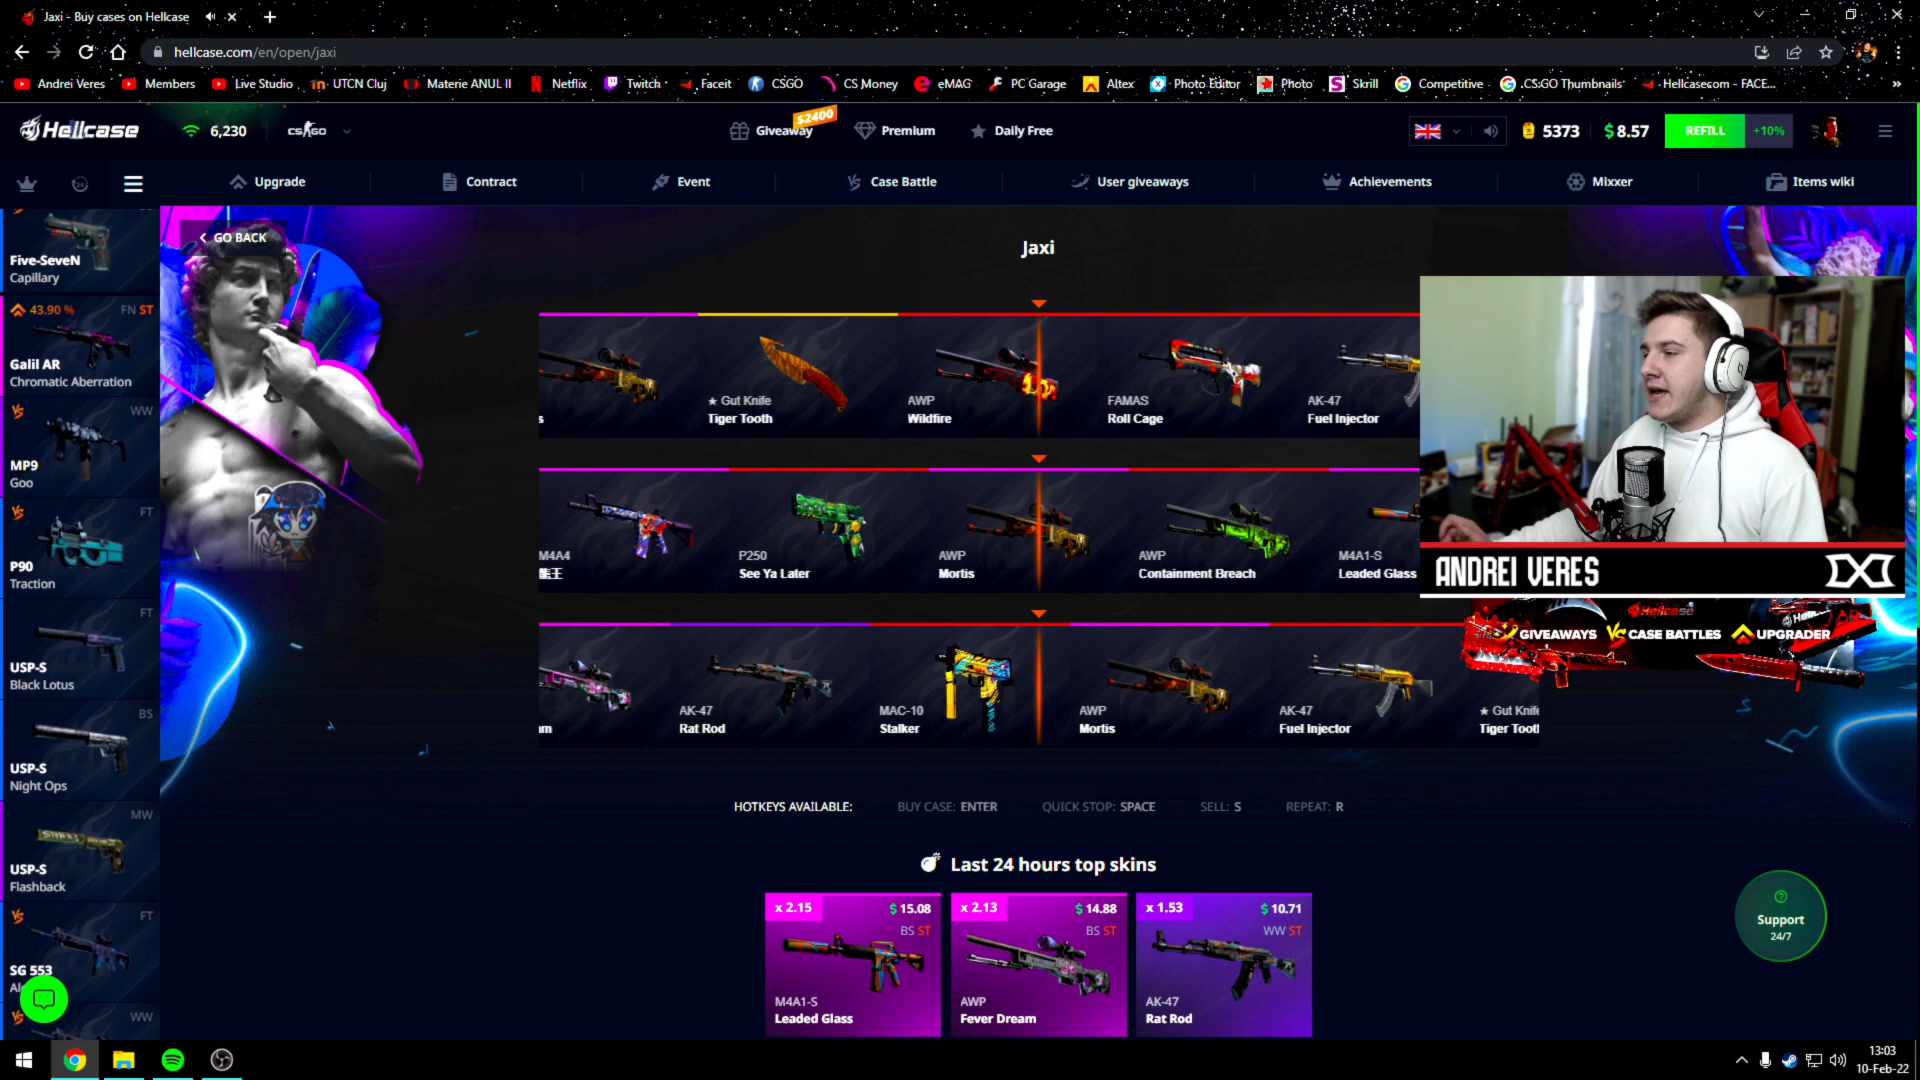 Jaxi - Buy cases on Hellcase
hellcase.com/en/open/jaxi
Andrei Veres
Members
Live Studio
UTCN Cluj
Materie ANUL II
Netflix
Twitch
Faceit
CSGO
CS Money
eMAG
PC Garage
Altex
Photo Editor
Photo
Skrill
Competitive
CS:GO Thumbnails
Hellcasecom - FACE...
Hellcase
6,230
CS:GO
Giveaway
$2400
Premium
Daily Free
5373
$8.57
REFILL
+10%
Upgrade
Contract
Event
Case Battle
User giveaways
Achievements
Mixxer
Items wiki
GO BACK
Jaxi
Five-SeveN
Capillary
43.90 %
FN ST
Galil AR
Chromatic Aberration
WW
MP9
Goo
FT
P90
Traction
FT
USP-S
Black Lotus
BS
USP-S
Night Ops
MW
USP-S
Flashback
FT
SG 553
WW
s
★ Gut Knife
Tiger Tooth
AWP
Wildfire
FAMAS
Roll Cage
AK-47
Fuel Injector
M4A4
龍王
P250
See Ya Later
AWP
Mortis
AWP
Containment Breach
M4A1-S
Leaded Glass
AK-47
Rat Rod
MAC-10
Stalker
AWP
Mortis
AK-47
Fuel Injector
★ Gut Knife
Tiger Tooth
ANDREI VERES
Hellcase
GIVEAWAYS
VS CASE BATTLES
UPGRADER
HOTKEYS AVAILABLE:
BUY CASE: ENTER
QUICK STOP: SPACE
SELL: S
REPEAT: R
Last 24 hours top skins
x 2.15
$ 15.08
BS ST
M4A1-S
Leaded Glass
x 2.13
$ 14.88
BS ST
AWP
Fever Dream
x 1.53
$ 10.71
WW ST
AK-47
Rat Rod
Support
24/7
13:03
10-Feb-22